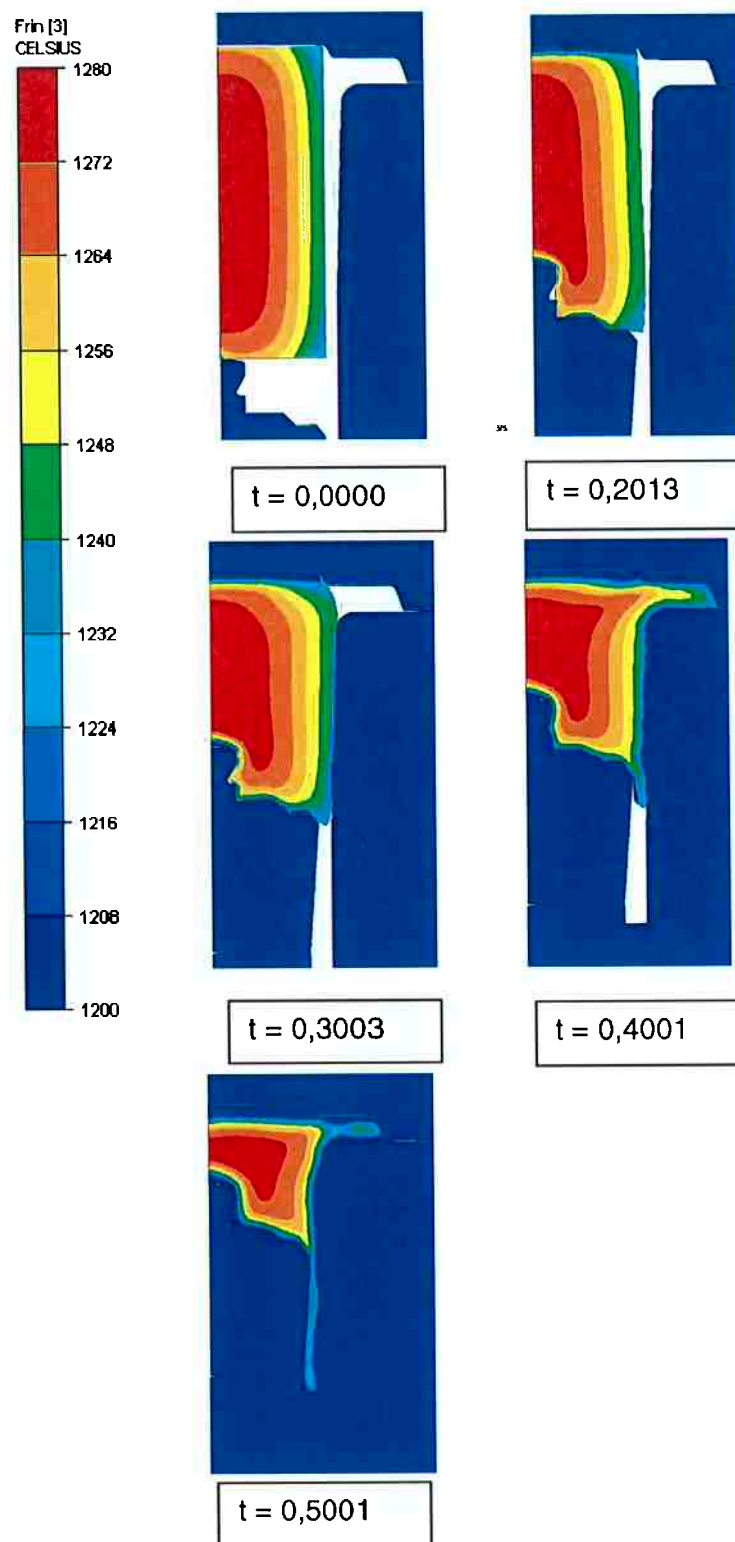 Frin [3]
CELSIUS
1280
1272
1264
1256
1248
1240
1232
1224
1216
1208
1200
t = 0,0000
t = 0,2013
t = 0,3003
t = 0,4001
t = 0,5001